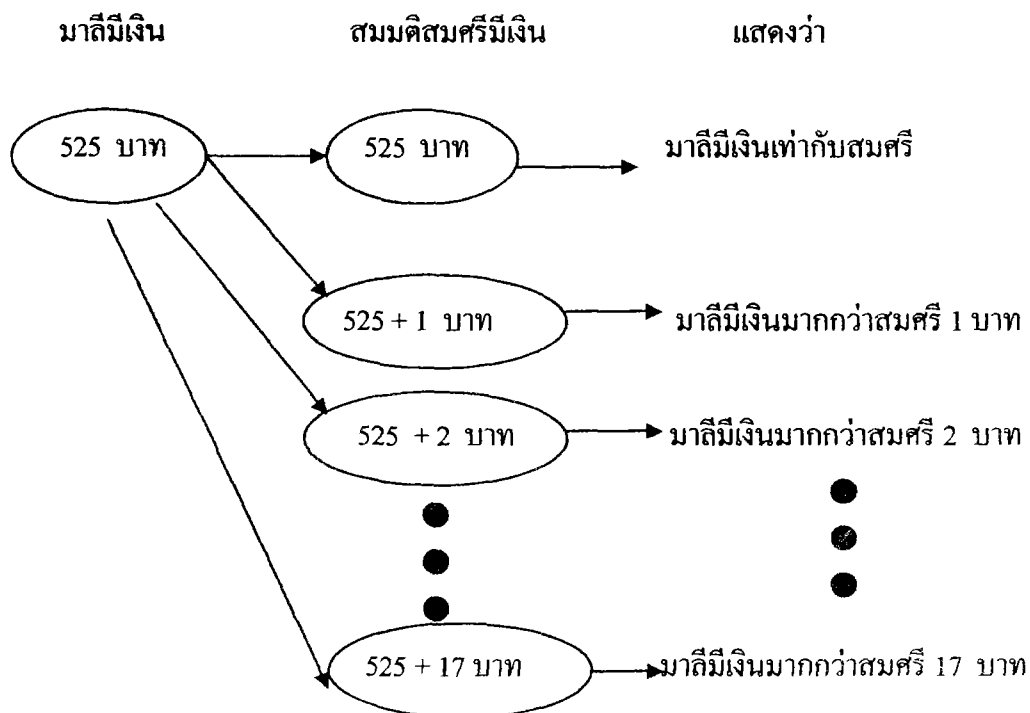 มาลีมีเงิน สมมติสมศรีมีเงิน แสดงว่า
525 บาท 525 บาท มาลีมีเงินเท่ากับสมศรี
525 + 1 บาท มาลีมีเงินมากกว่าสมศรี 1 บาท
525 + 2 บาท มาลีมีเงินมากกว่าสมศรี 2 บาท
525 + 17 บาท มาลีมีเงินมากกว่าสมศรี 17 บาท